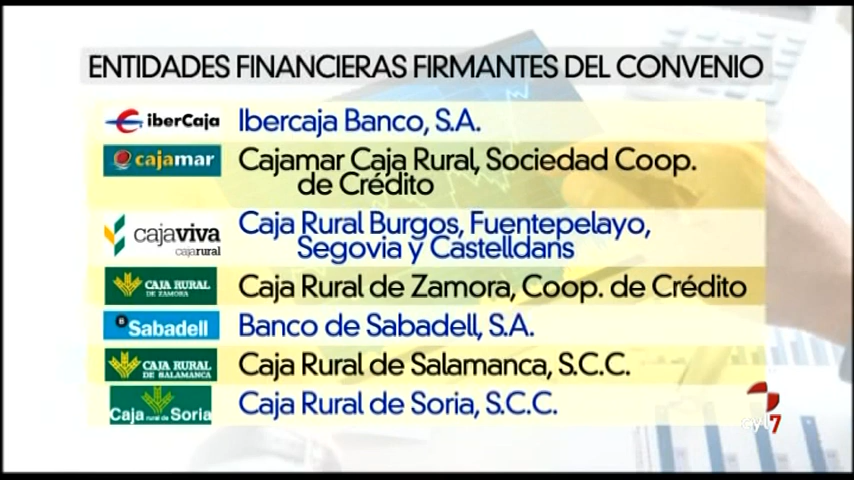 ENTIDADES FINANCIERAS FIRMANTES DEL CONVENIO
iberCaja
Ibercaja Banco, S.A.
cajamar
Cajamar Caja Rural, Sociedad Coop.
de Crédito
cajaviva
cajarural
Caja Rural Burgos, Fuentepelayo,
Segovia y Castelldans
CAJA RURAL
DE ZAMORA
Caja Rural de Zamora, Coop. de Crédito
B Sabadell
Banco de Sabadell, S.A.
CAJA RURAL
DE SALAMANCA
Caja Rural de Salamanca, S.C.C.
Caja rural de Soria
Caja Rural de Soria, S.C.C.
cyl7